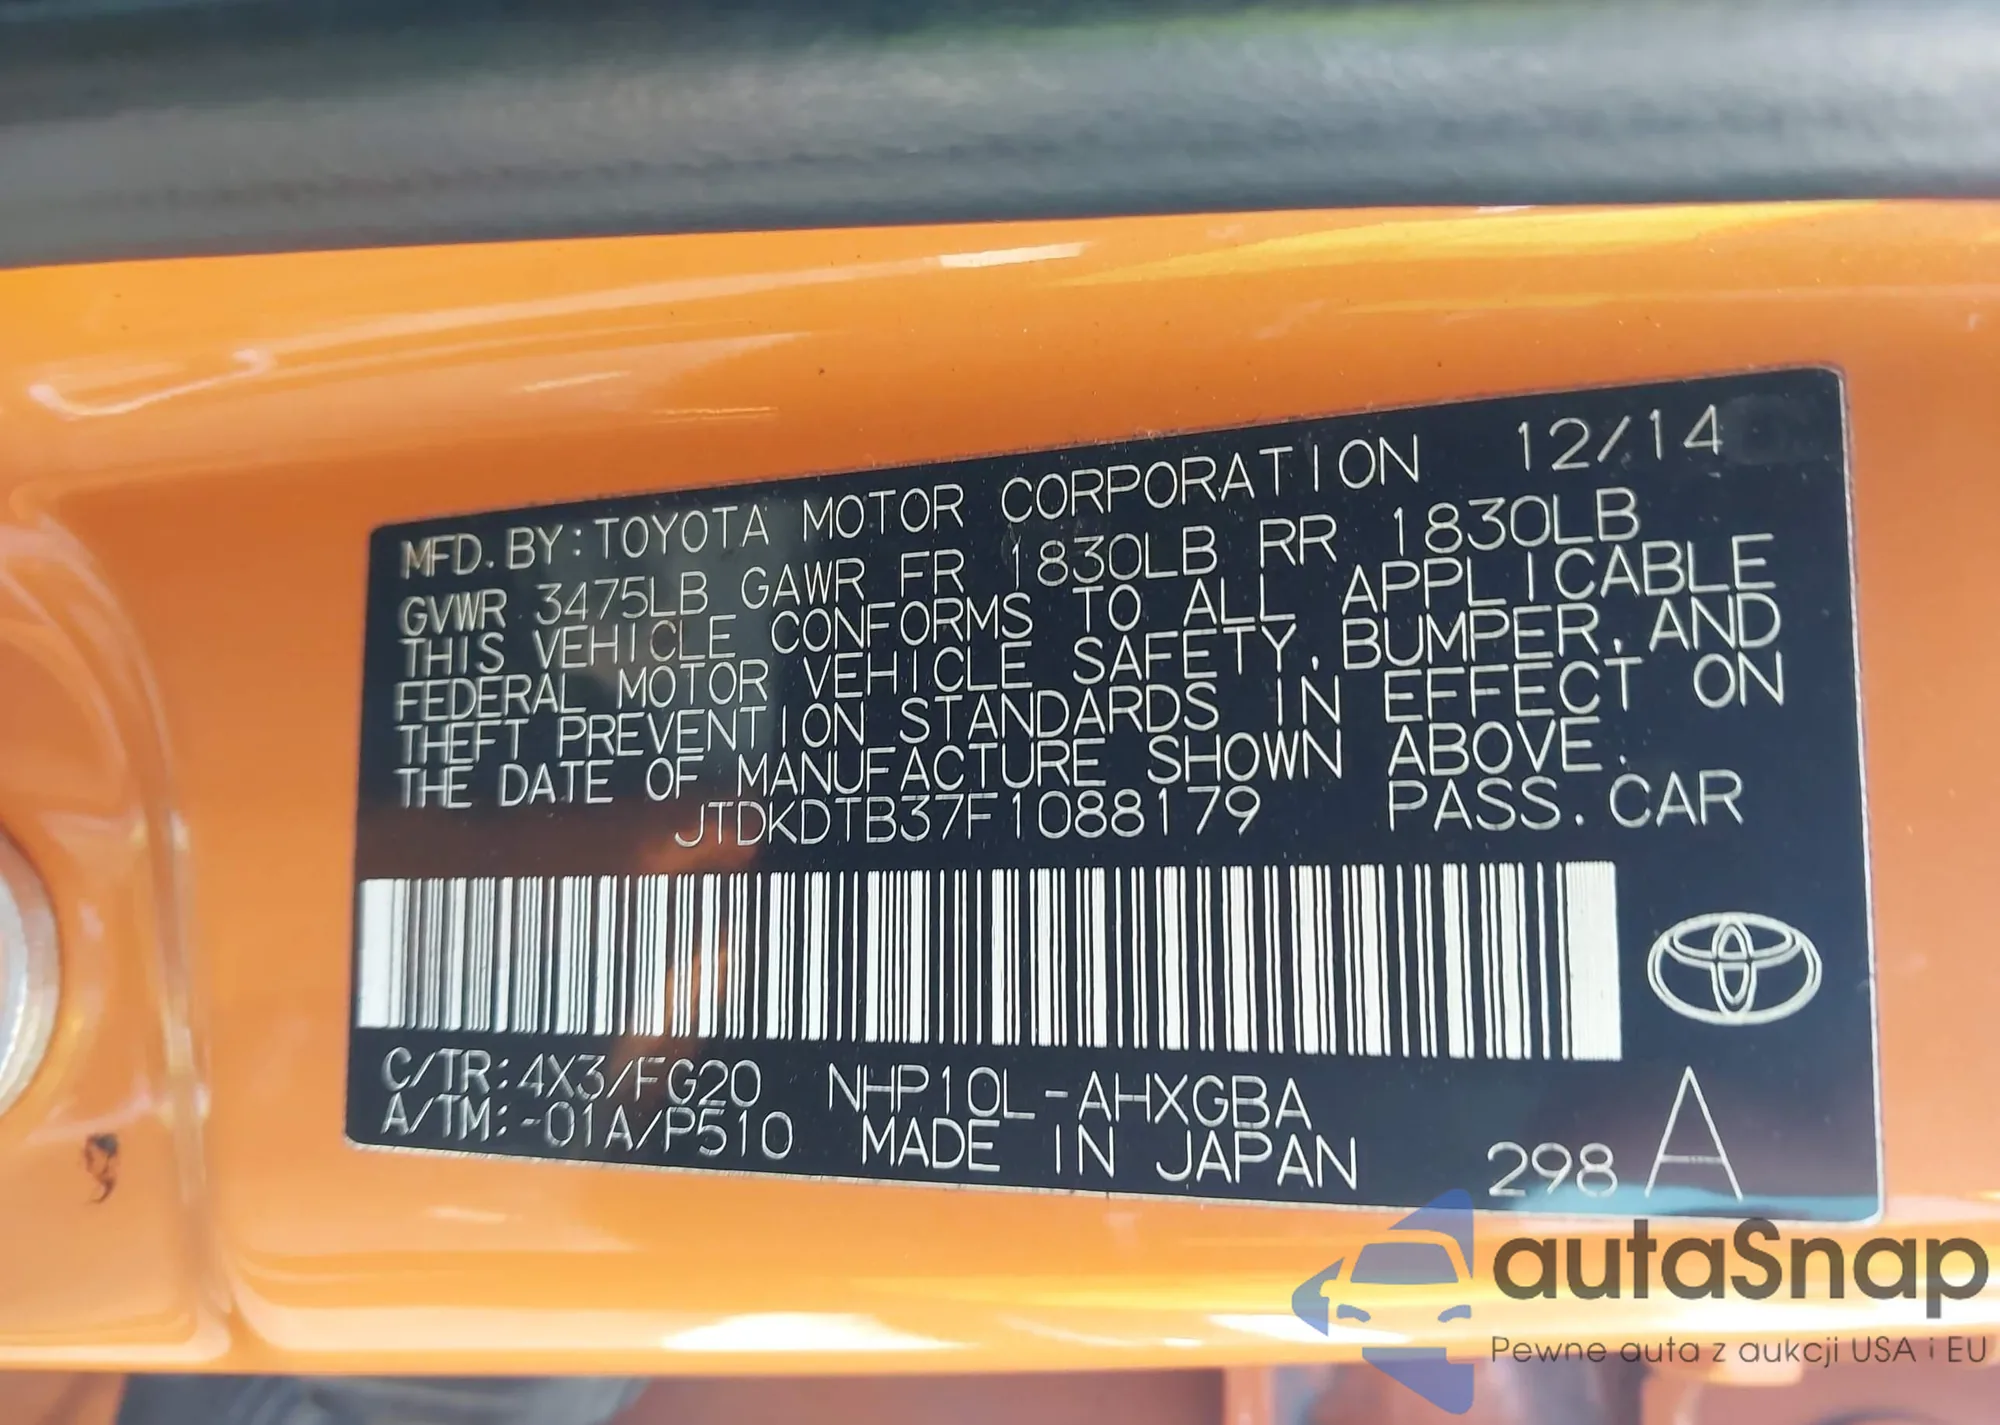 MFD. BY: TOYOTA MOTOR CORPORATION 12/14
GVWR 3475LB GAWR FR 1830LB RR 1830LB
THIS VEHICLE CONFORMS TO ALL APPLICABLE
FEDERAL MOTOR VEHICLE SAFETY, BUMPER, AND
THEFT PREVENTION STANDARDS IN EFFECT ON
THE DATE OF MANUFACTURE SHOWN ABOVE.
JTDKDTB37F1088179 PASS. CAR
C/TR: 4X3/FG20 NHP10L-AHXGBA
A/TM: -01A/P510 MADE IN JAPAN 298 A
autaSnap
Pewne auta z aukcji USA i EU